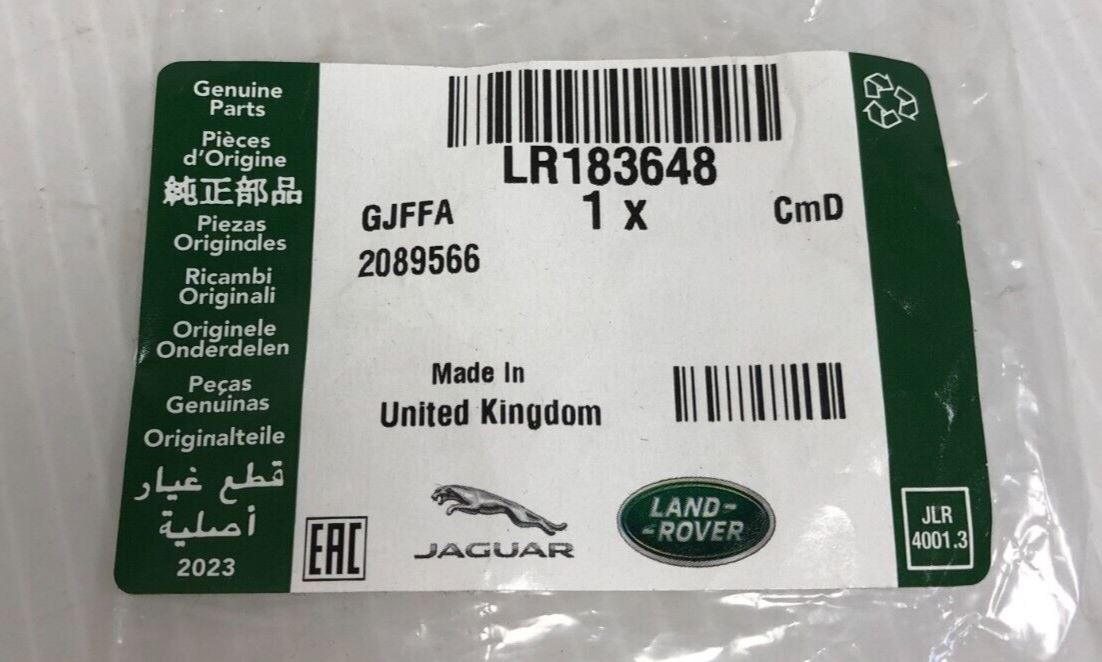 Genuine
Parts
Pièces
d'Origine
純正部品
Piezas
Originales
Ricambi
Originali
Originele
Onderdelen
Peças
Genuinas
Originalteile
قطع غيار
أصلية
2023
LR183648
GJFFA 1 x CmD
2089566
Made In
United Kingdom
EAC
JAGUAR
LAND-
-ROVER
JLR
4001.3